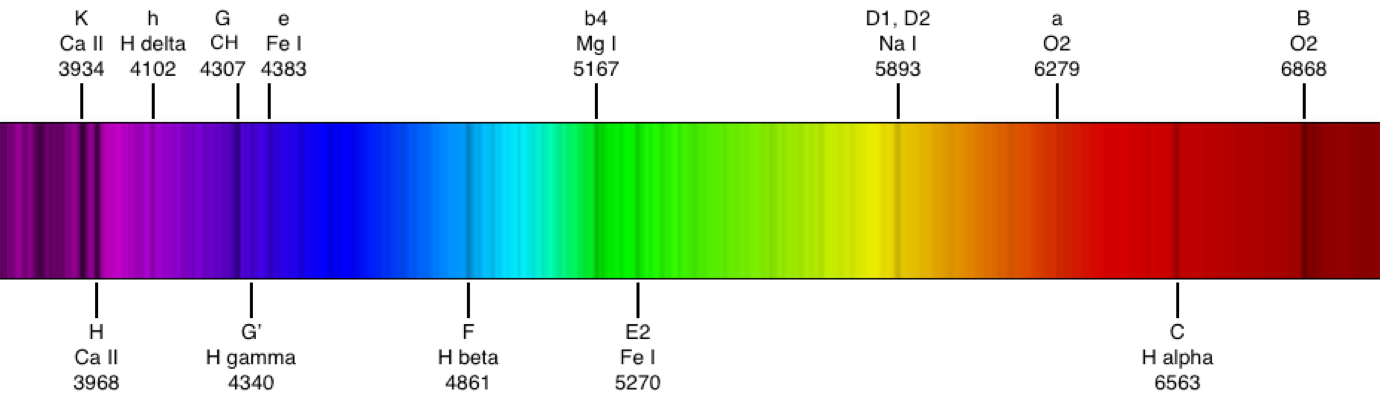 K
Ca II
3934
h
H delta
4102
G
CH
4307
e
Fe I
4383
b4
Mg I
5167
D1, D2
Na I
5893
a
O2
6279
B
O2
6868
H
Ca II
3968
G’
H gamma
4340
F
H beta
4861
E2
Fe I
5270
C
H alpha
6563